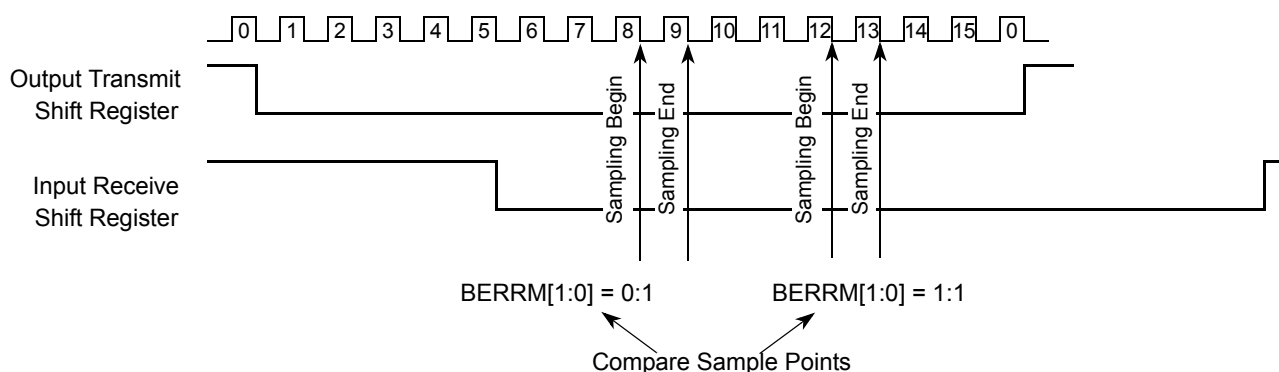 0 1 2 3 4 5 6 7 8 9 10 11 12 13 14 15 0
Output Transmit
Shift Register
Input Receive
Shift Register
Sampling Begin
Sampling End
Sampling Begin
Sampling End
BERRM[1:0] = 0:1
BERRM[1:0] = 1:1
Compare Sample Points